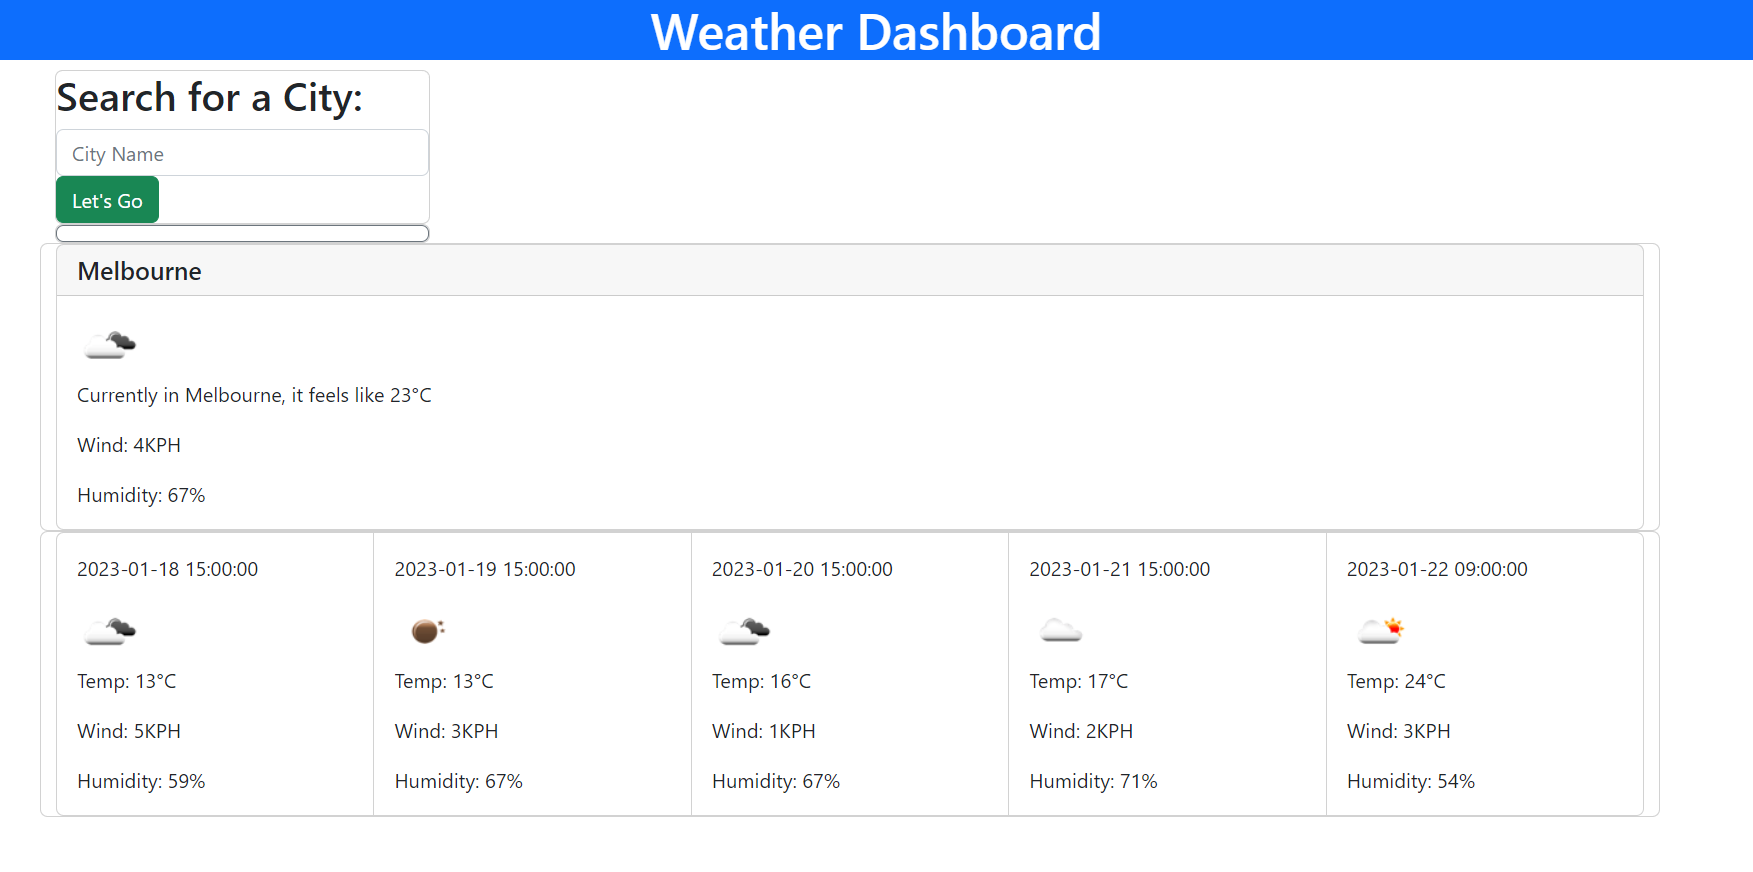 Weather Dashboard
Search for a City:
City Name
Let's Go
Melbourne
Currently in Melbourne, it feels like 23°C
Wind: 4KPH
Humidity: 67%
2023-01-18 15:00:00
Temp: 13°C
Wind: 5KPH
Humidity: 59%
2023-01-19 15:00:00
Temp: 13°C
Wind: 3KPH
Humidity: 67%
2023-01-20 15:00:00
Temp: 16°C
Wind: 1KPH
Humidity: 67%
2023-01-21 15:00:00
Temp: 17°C
Wind: 2KPH
Humidity: 71%
2023-01-22 09:00:00
Temp: 24°C
Wind: 3KPH
Humidity: 54%